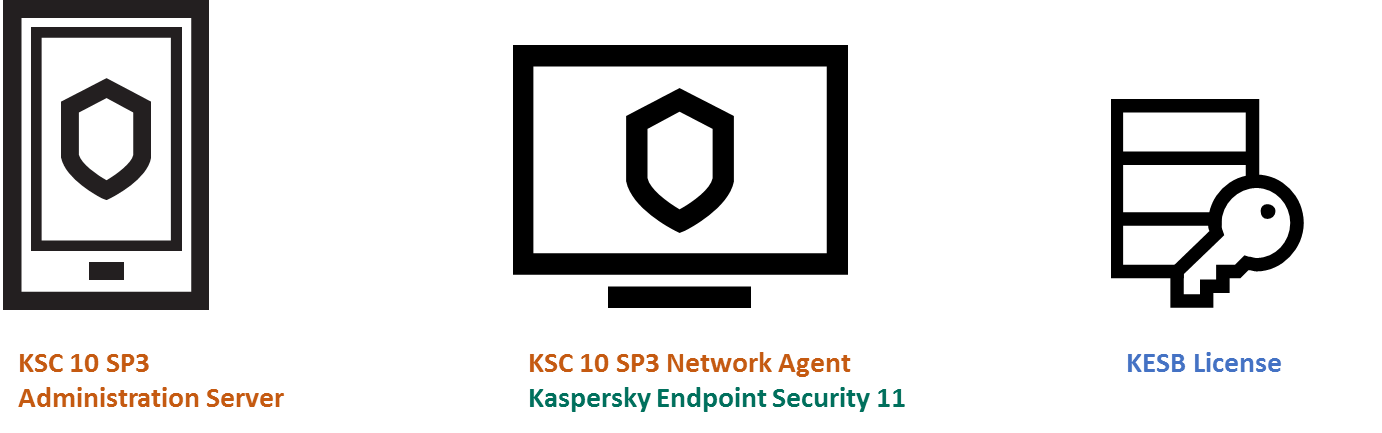 KSC 10 SP3
Administration Server
KSC 10 SP3 Network Agent
Kaspersky Endpoint Security 11
KESB License